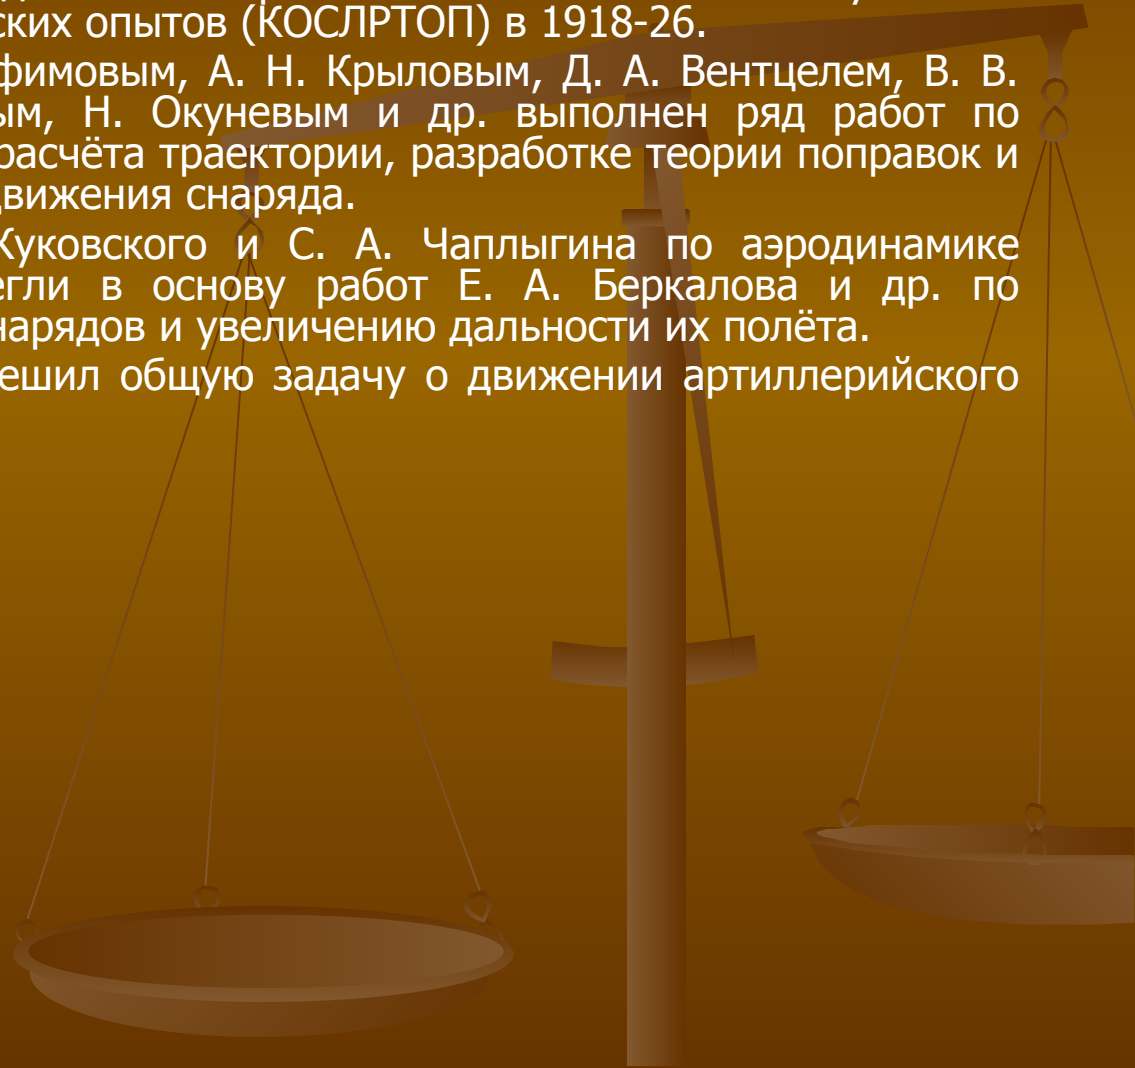 ских опытов (КОСЛРТОП) в 1918-26.
фимовым, А. Н. Крыловым, Д. А. Вентцелем, В. В.
ым, Н. Окуневым и др. выполнен ряд работ по
расчёта траектории, разработке теории поправок и
движения снаряда.
Жуковского и С. А. Чаплыгина по аэродинамике
егли в основу работ Е. А. Беркалова и др. по
нарядов и увеличению дальности их полёта.
ешил общую задачу о движении артиллерийского